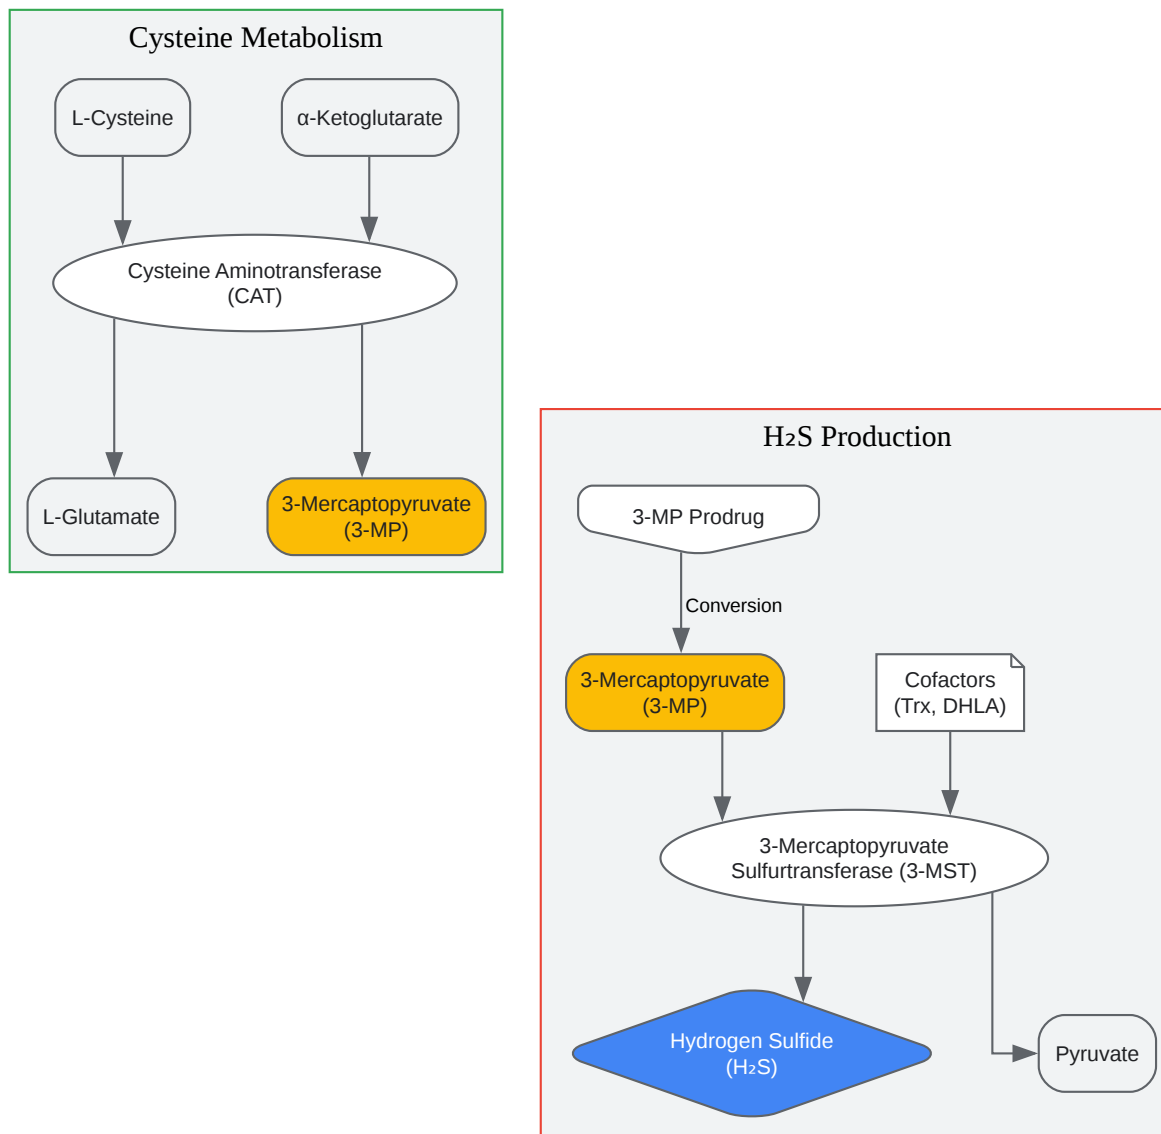 Cysteine Metabolism
L-Cysteine
α-Ketoglutarate
Cysteine Aminotransferase
(CAT)
L-Glutamate
3-Mercaptopyruvate
(3-MP)
H₂S Production
3-MP Prodrug
Conversion
3-Mercaptopyruvate
(3-MP)
Cofactors
(Trx, DHLA)
3-Mercaptopyruvate
Sulfurtransferase (3-MST)
Hydrogen Sulfide
(H₂S)
Pyruvate